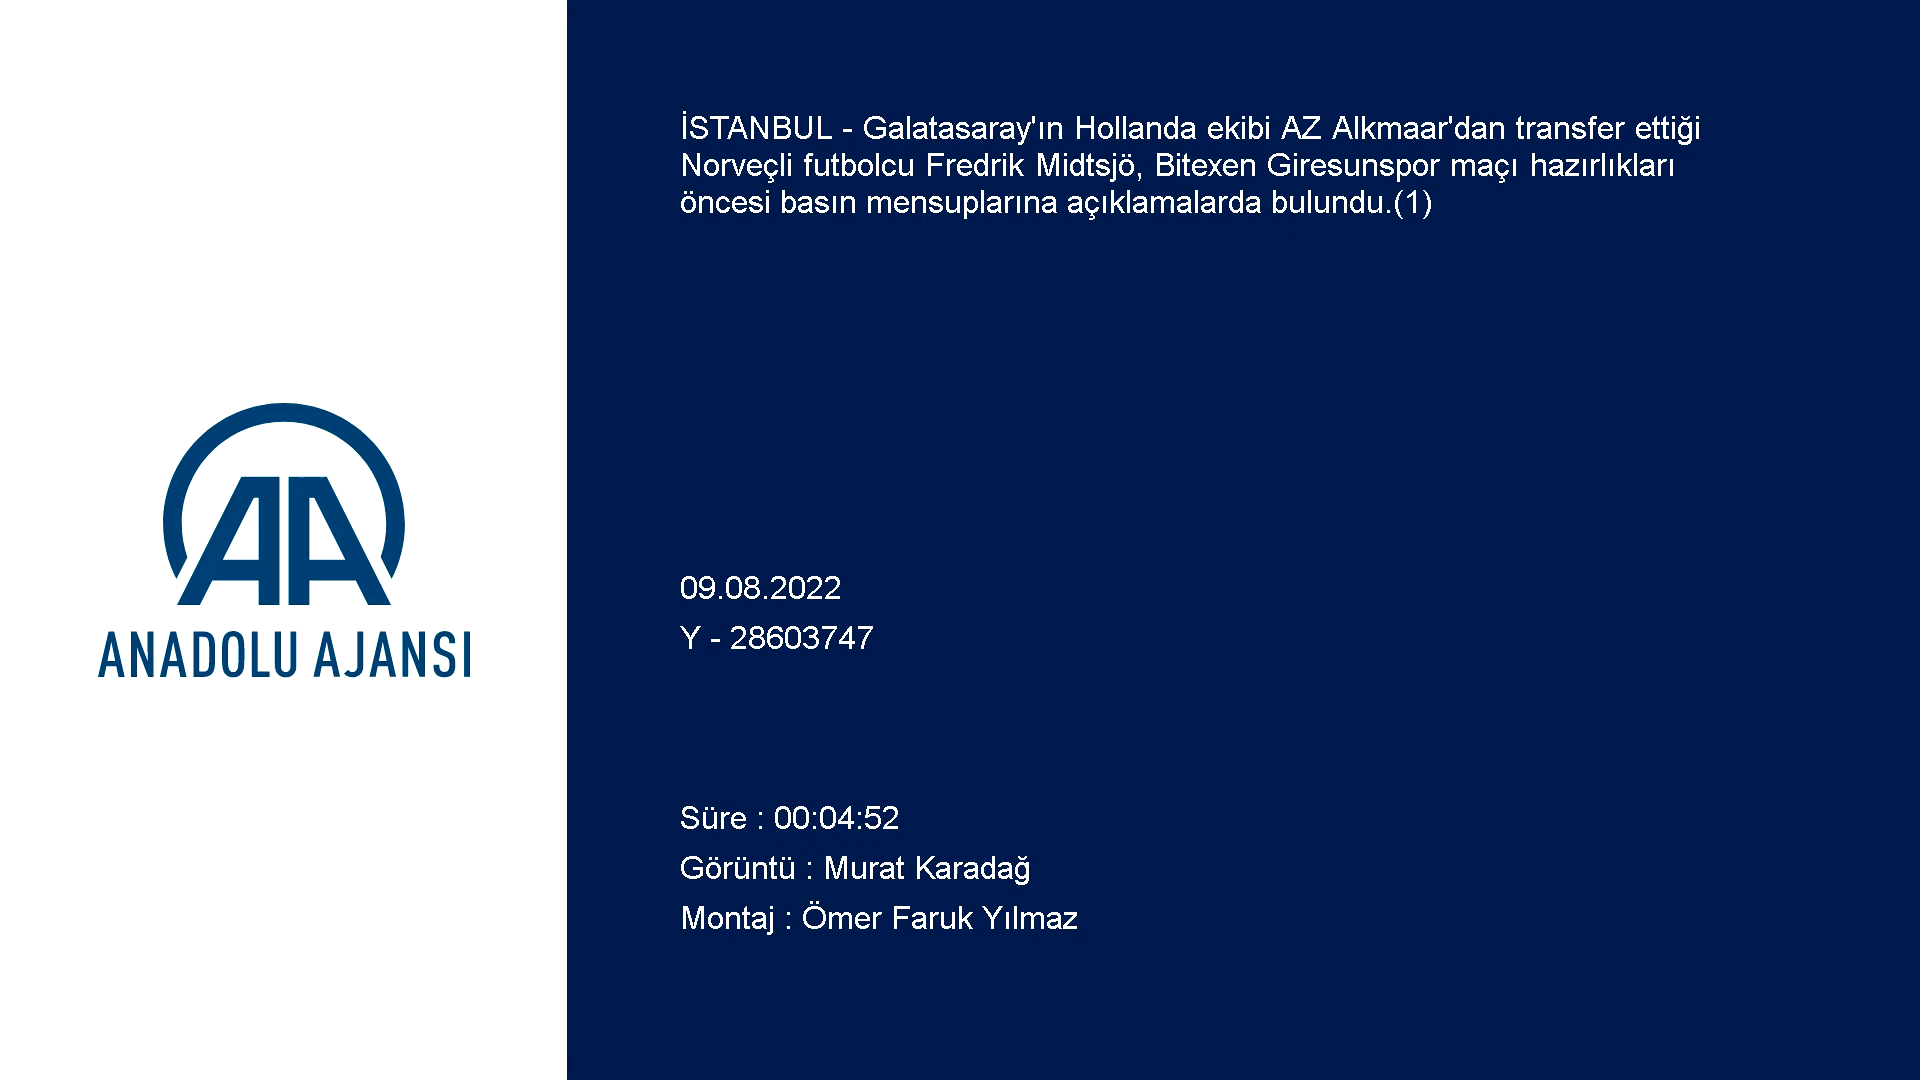 İSTANBUL - Galatasaray'ın Hollanda ekibi AZ Alkmaar'dan transfer ettiği
Norveçli futbolcu Fredrik Midtsjö, Bitexen Giresunspor maçı hazırlıkları
öncesi basın mensuplarına açıklamalarda bulundu.(1)
AA
ANADOLU AJANSI
09.08.2022
Y - 28603747
Süre : 00:04:52
Görüntü : Murat Karadağ
Montaj : Ömer Faruk Yılmaz